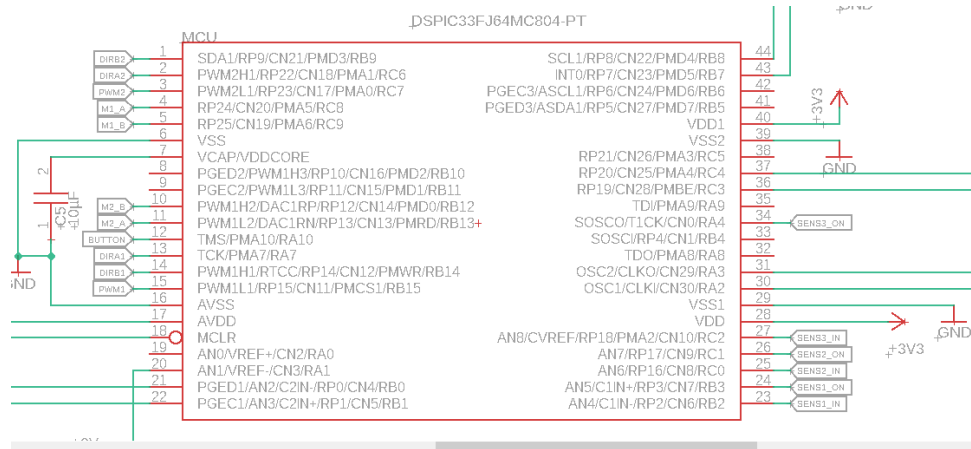 GND
DSPIC33FJ64MC804-PT
MCU
DIRB2 1 SDA1/RP9/CN21/PMD3/RB9 SCL1/RP8/CN22/PMD4/RB8 44
DIRA2 2 PWM2H1/RP22/CN18/PMA1/RC6 INT0/RP7/CN23/PMD5/RB7 43
PWM2 3 PWM2L1/RP23/CN17/PMA0/RC7 PGEC3/ASCL1/RP6/CN24/PMD6/RB6 42
M1_A 4 RP24/CN20/PMA5/RC8 PGED3/ASDA1/RP5/CN27/PMD7/RB5 41
M1_B 5 RP25/CN19/PMA6/RC9 VDD1 40 +3V3
6 VSS VSS2 39
7 VCAP/VDDCORE RP21/CN26/PMA3/RC5 38
2 8 PGED2/PWM1H3/RP10/CN16/PMD2/RB10 RP20/CN25/PMA4/RC4 37 GND
9 PGEC2/PWM1L3/RP11/CN15/PMD1/RB11 RP19/CN28/PMBE/RC3 36
C5
10µF
M2_B 10 PWM1H2/DAC1RP/RP12/CN14/PMD0/RB12 TDI/PMA9/RA9 35
1 M2_A 11 PWM1L2/DAC1RN/RP13/CN13/PMRD/RB13 SOSCO/T1CK/CN0/RA4 34 SENS3_ON
BUTTON 12 TMS/PMA10/RA10 SOSCI/RP4/CN1/RB4 33
DIRA1 13 TCK/PMA7/RA7 TDO/PMA8/RA8 32
DIRB1 14 PWM1H1/RTCC/RP14/CN12/PMWR/RB14 OSC2/CLKO/CN29/RA3 31
GND PWM1 15 PWM1L1/RP15/CN11/PMCS1/RB15 OSC1/CLKI/CN30/RA2 30
16 AVSS VSS1 29
17 AVDD VDD 28
18 MCLR AN8/CVREF/RP18/PMA2/CN10/RC2 27 SENS3_IN GND
19 AN0/VREF+/CN2/RA0 AN7/RP17/CN9/RC1 26 SENS2_ON +3V3
20 AN1/VREF-/CN3/RA1 AN6/RP16/CN8/RC0 25 SENS2_IN
21 PGED1/AN2/C2IN-/RP0/CN4/RB0 AN5/C1IN+/RP3/CN7/RB3 24 SENS1_ON
22 PGEC1/AN3/C2IN+/RP1/CN5/RB1 AN4/C1IN-/RP2/CN6/RB2 23 SENS1_IN